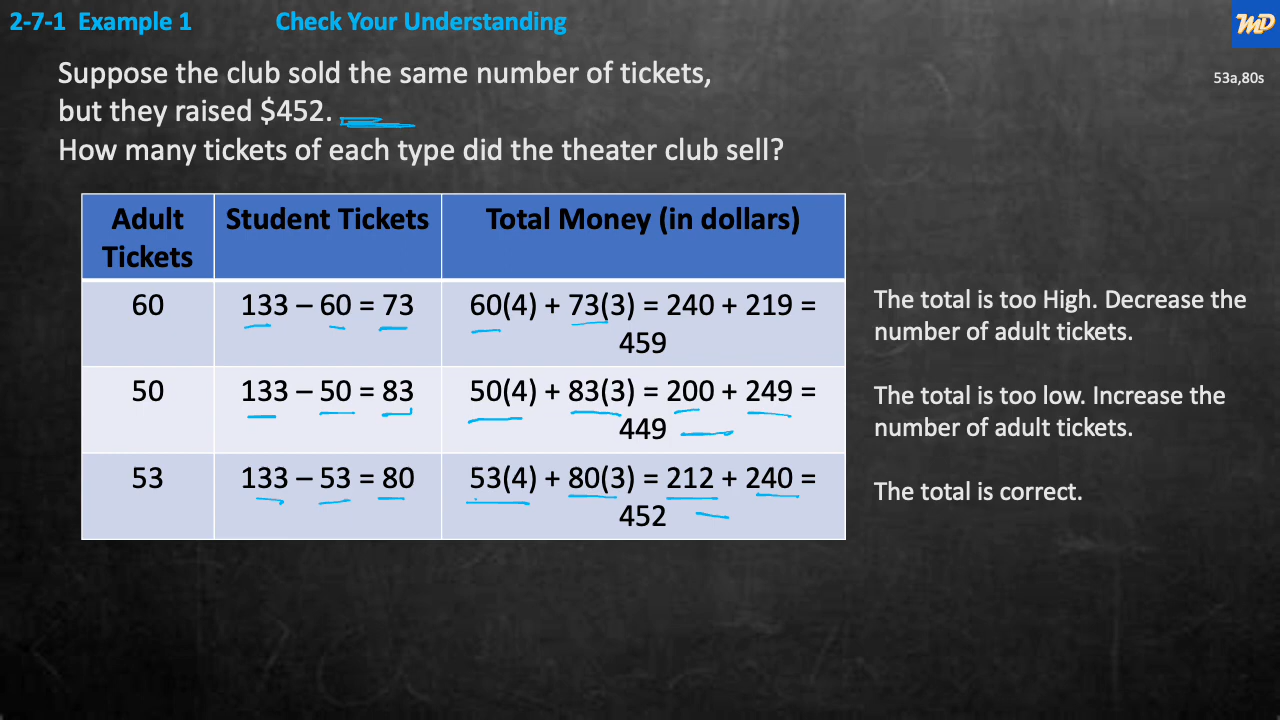 2-7-1 Example 1 Check Your Understanding
MD
Suppose the club sold the same number of tickets,
53a,80s
but they raised $452.
How many tickets of each type did the theater club sell?
Adult Tickets
Student Tickets
Total Money (in dollars)
60
133 – 60 = 73
60(4) + 73(3) = 240 + 219 =
459
The total is too High. Decrease the
number of adult tickets.
50
133 – 50 = 83
50(4) + 83(3) = 200 + 249 =
449
The total is too low. Increase the
number of adult tickets.
53
133 – 53 = 80
53(4) + 80(3) = 212 + 240 =
452
The total is correct.